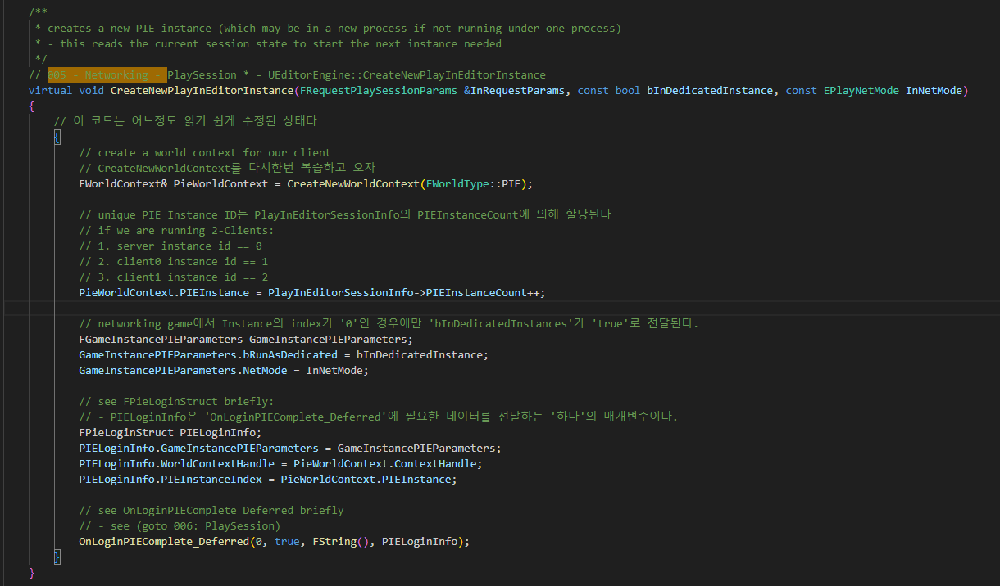 /**
* creates a new PIE instance (which may be in a new process if not running under one process)
* - this reads the current session state to start the next instance needed
*/
// 005 - Networking - PlaySession * - UEditorEngine::CreateNewPlayInEditorInstance
virtual void CreateNewPlayInEditorInstance(FRequestPlaySessionParams &InRequestParams, const bool bInDedicatedInstance, const EPlayNetMode InNetMode)
{
// 이 코드는 어느정도 읽기 쉽게 수정된 상태다
{
// create a world context for our client
// CreateNewWorldContext를 다시한번 복습하고 오자
FWorldContext& PieWorldContext = CreateNewWorldContext(EWorldType::PIE);
// unique PIE Instance ID는 PlayInEditorSessionInfo의 PIEInstanceCount에 의해 할당된다
// if we are running 2-Clients:
// 1. server instance id == 0
// 2. client0 instance id == 1
// 3. client1 instance id == 2
PieWorldContext.PIEInstance = PlayInEditorSessionInfo->PIEInstanceCount++;
// networking game에서 Instance의 index가 '0'인 경우에만 'bInDedicatedInstances'가 'true'로 전달된다.
FGameInstancePIEParameters GameInstancePIEParameters;
GameInstancePIEParameters.bRunAsDedicated = bInDedicatedInstance;
GameInstancePIEParameters.NetMode = InNetMode;
// see FPieLoginStruct briefly:
// - PIELoginInfo은 'OnLoginPIEComplete_Deferred'에 필요한 데이터를 전달하는 '하나'의 매개변수이다.
FPieLoginStruct PIELoginInfo;
PIELoginInfo.GameInstancePIEParameters = GameInstancePIEParameters;
PIELoginInfo.WorldContextHandle = PieWorldContext.ContextHandle;
PIELoginInfo.PIEInstanceIndex = PieWorldContext.PIEInstance;
// see OnLoginPIEComplete_Deferred briefly
// - see (goto 006: PlaySession)
OnLoginPIEComplete_Deferred(0, true, FString(), PIELoginInfo);
}
}